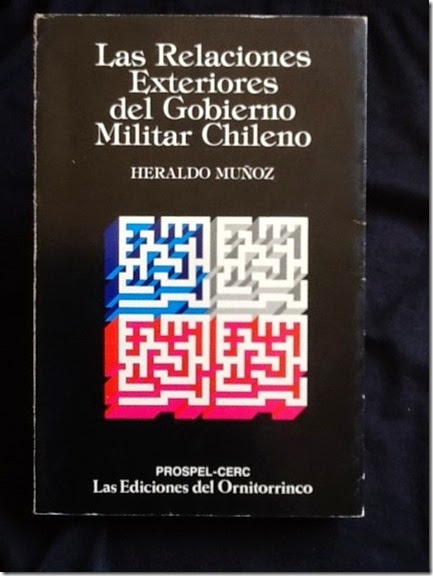 Las Relaciones
Exteriores
del Gobierno
Militar Chileno
HERALDO MUÑOZ
PROSPEL-CERC
Las Ediciones del Ornitorrinco